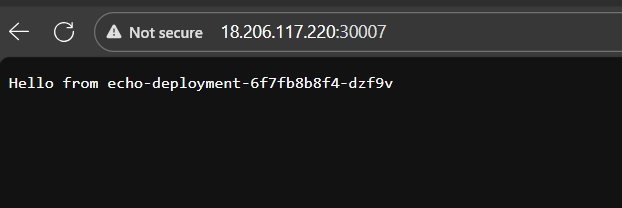 Not secure 18.206.117.220:30007
Hello from echo-deployment-6f7fb8b8f4-dzf9v